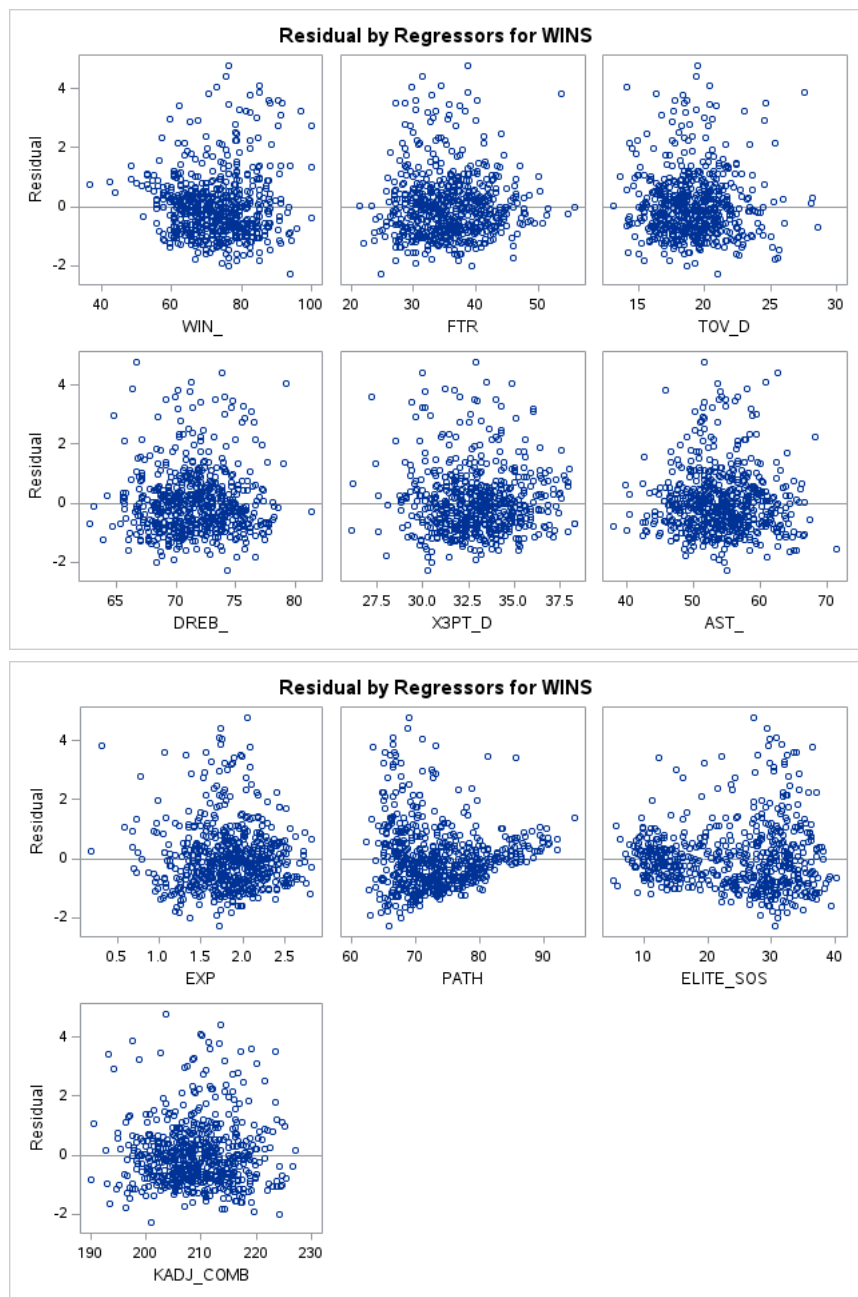 Residual by Regressors for WINS
Residual
4
2
0
-2
40 60 80 100
WIN_
20 30 40 50
FTR
15 20 25 30
TOV_D
Residual
4
2
0
-2
65 70 75 80
DREB_
27.5 30.0 32.5 35.0 37.5
X3PT_D
40 50 60 70
AST_
Residual by Regressors for WINS
Residual
4
2
0
-2
0.5 1.0 1.5 2.0 2.5
EXP
60 70 80 90
PATH
10 20 30 40
ELITE_SOS
Residual
4
2
0
-2
190 200 210 220 230
KADJ_COMB